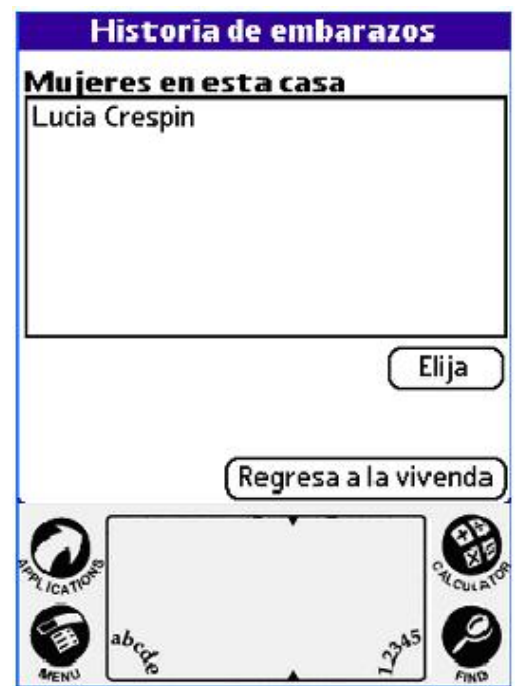 Historia de embarazos
Mujeres en esta casa
Lucia Crespin
Elija
Regresa a la vivenda
APPLICATIONS
CALCULATOR
MENU
abcde
12345
FIND